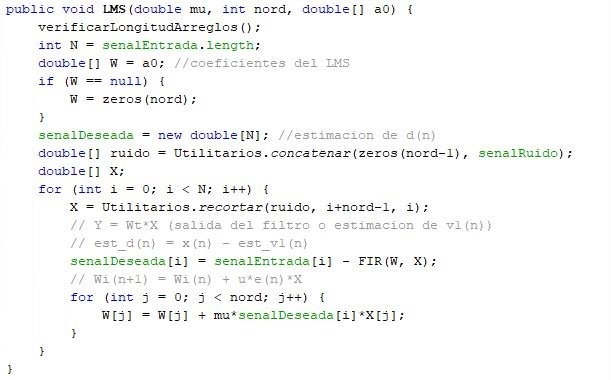 public void LMS(double mu, int nord, double[] a0) {
    verificarLongitudArreglos();
    int N = senalEntrada.length;
    double[] W = a0; //coeficientes del LMS
    if (W == null) {
        W = zeros(nord);
    }
    senalDeseada = new double[N]; //estimacion de d(n)
    double[] ruido = Utilitarios.concatenar(zeros(nord-1), senalRuido);
    double[] X;
    for (int i = 0; i < N; i++) {
        X = Utilitarios.recortar(ruido, i+nord-1, i);
        // Y = Wt*X (salida del filtro o estimacion de v1(n))
        // est_d(n) = x(n) - est_v1(n)
        senalDeseada[i] = senalEntrada[i] - FIR(W, X);
        // Wi(n+1) = Wi(n) + u*e(n)*X
        for (int j = 0; j < nord; j++) {
            W[j] = W[j] + mu*senalDeseada[i]*X[j];
        }
    }
}